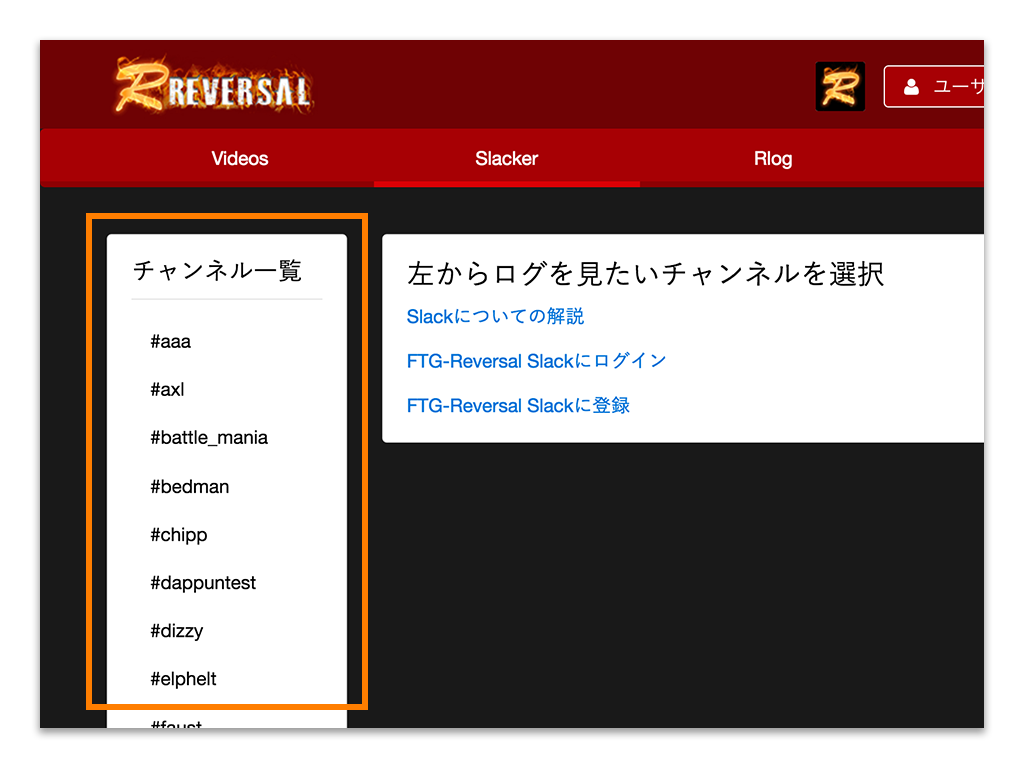 REVERSAL
ユーザ
Videos
Slacker
Rlog
チャンネル一覧
#aaa
#axl
#battle_mania
#bedman
#chipp
#dappuntest
#dizzy
#elphelt
#faust
左からログを見たいチャンネルを選択
Slackについての解説
FTG-Reversal Slackにログイン
FTG-Reversal Slackに登録